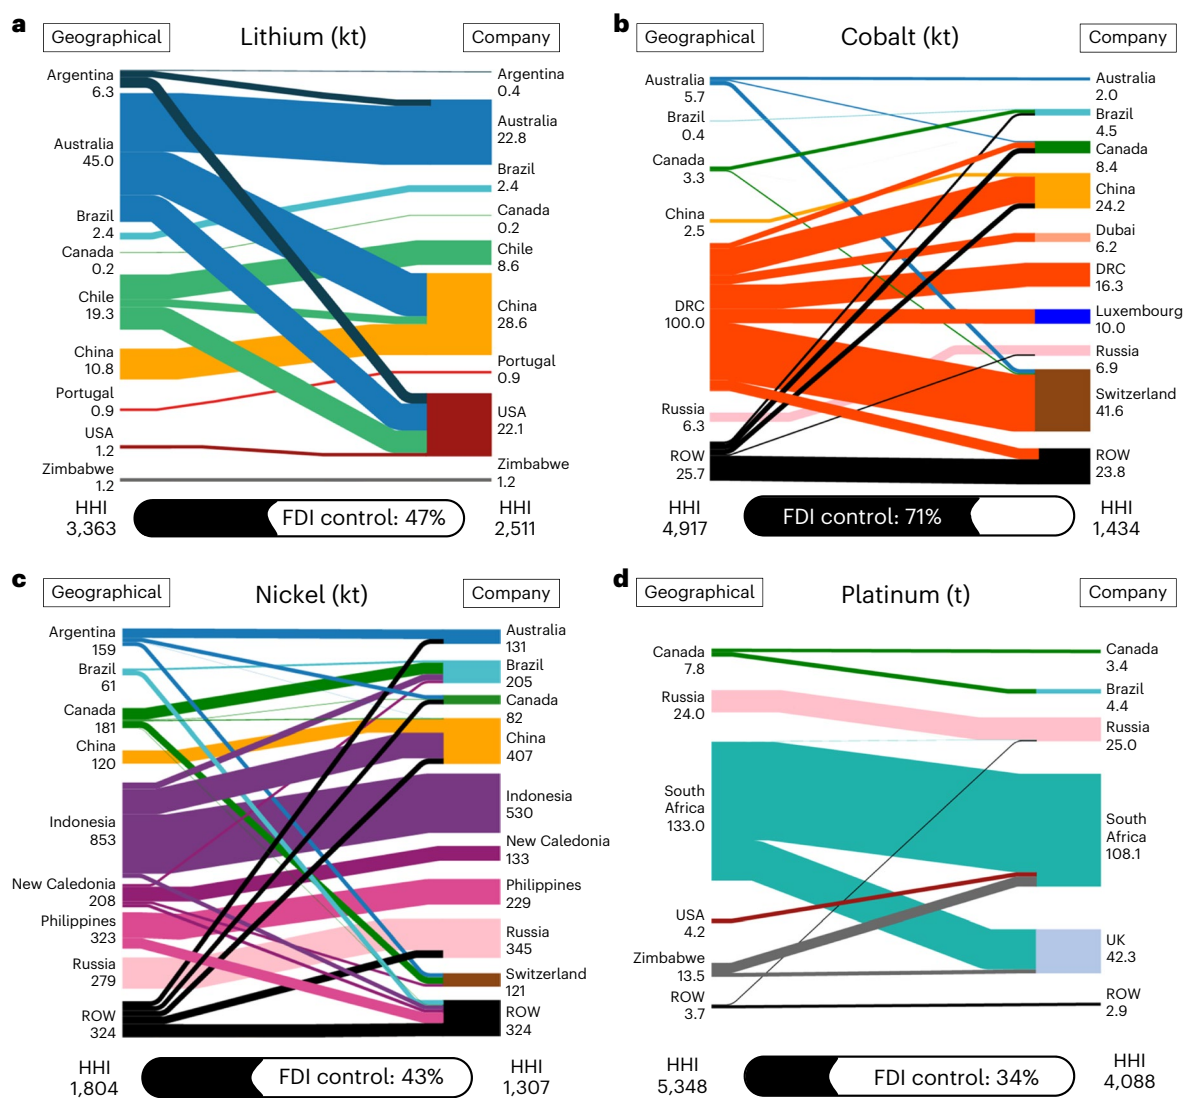 a
Geographical
Lithium (kt)
Company
Argentina
6.3
Australia
45.0
Brazil
2.4
Canada
0.2
Chile
19.3
China
10.8
Portugal
0.9
USA
1.2
Zimbabwe
1.2
Argentina
0.4
Australia
22.8
Brazil
2.4
Canada
0.2
Chile
8.6
China
28.6
Portugal
0.9
USA
22.1
Zimbabwe
1.2
HHI
3,363
FDI control: 47%
HHI
2,511
b
Geographical
Cobalt (kt)
Company
Australia
5.7
Brazil
0.4
Canada
3.3
China
2.5
DRC
100.0
Russia
6.3
ROW
25.7
Australia
2.0
Brazil
4.5
Canada
8.4
China
24.2
Dubai
6.2
DRC
16.3
Luxembourg
10.0
Russia
6.9
Switzerland
41.6
ROW
23.8
HHI
4,917
FDI control: 71%
HHI
1,434
c
Geographical
Nickel (kt)
Company
Argentina
159
Brazil
61
Canada
181
China
120
Indonesia
853
New Caledonia
208
Philippines
323
Russia
279
ROW
324
Australia
131
Brazil
205
Canada
82
China
407
Indonesia
530
New Caledonia
133
Philippines
229
Russia
345
Switzerland
121
ROW
324
HHI
1,804
FDI control: 43%
HHI
1,307
d
Geographical
Platinum (t)
Company
Canada
7.8
Russia
24.0
South
Africa
133.0
USA
4.2
Zimbabwe
13.5
ROW
3.7
Canada
3.4
Brazil
4.4
Russia
25.0
South
Africa
108.1
UK
42.3
ROW
2.9
HHI
5,348
FDI control: 34%
HHI
4,088